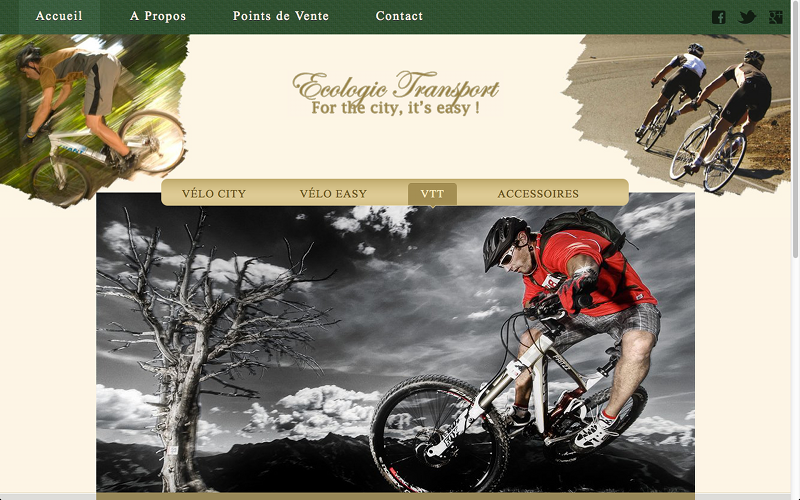 Accueil A Propos Points de Vente Contact
Ecologic Transport
For the city, it's easy !
VÉLO CITY VÉLO EASY VTT ACCESSOIRES